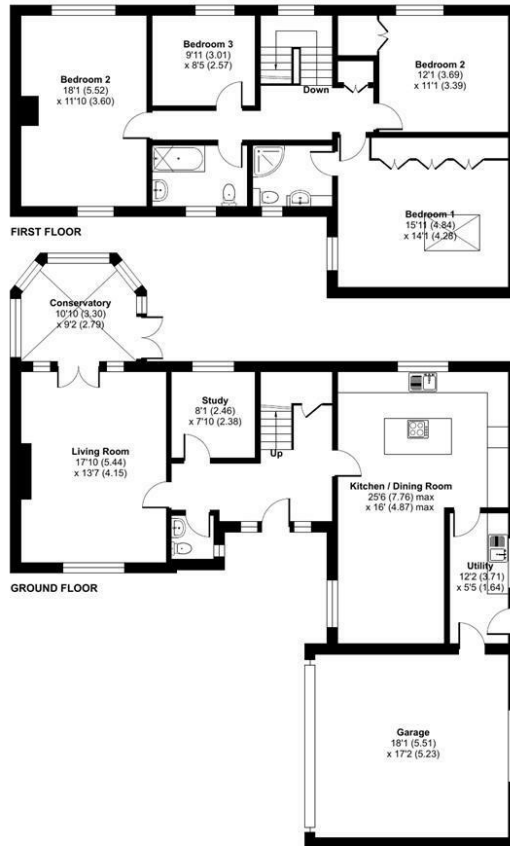 Bedroom 2
18'1 (5.52)
x 11'10 (3.60)
Bedroom 3
9'11 (3.01)
x 8'5 (2.57)
Down
Bedroom 2
12'1 (3.69)
x 11'1 (3.39)
Bedroom 1
15'11 (4.84)
x 14'1 (4.28)
FIRST FLOOR
Conservatory
10'10 (3.30)
x 9'2 (2.79)
Study
8'1 (2.46)
x 7'10 (2.38)
Living Room
17'10 (5.44)
x 13'7 (4.15)
Up
Kitchen / Dining Room
25'6 (7.76) max
x 16' (4.87) max
Utility
12'2 (3.71)
x 5'5 (1.64)
GROUND FLOOR
Garage
18'1 (5.51)
x 17'2 (5.23)